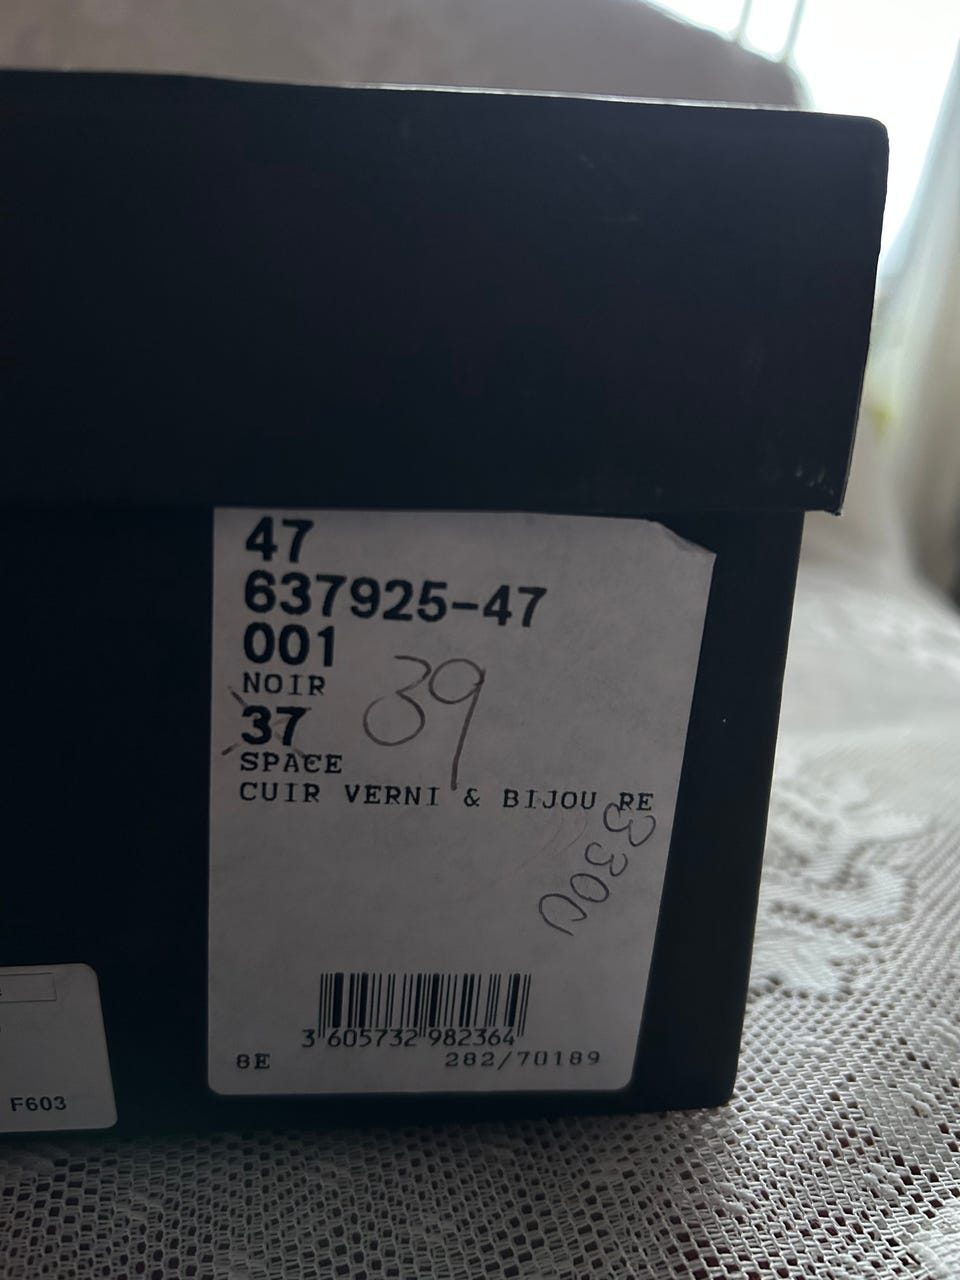 47
637925-47
001
NOIR
37 39
SPACE
CUIR VERNI & BIJOU RE
330C
3 605732 982364
8E 282/70189
F603